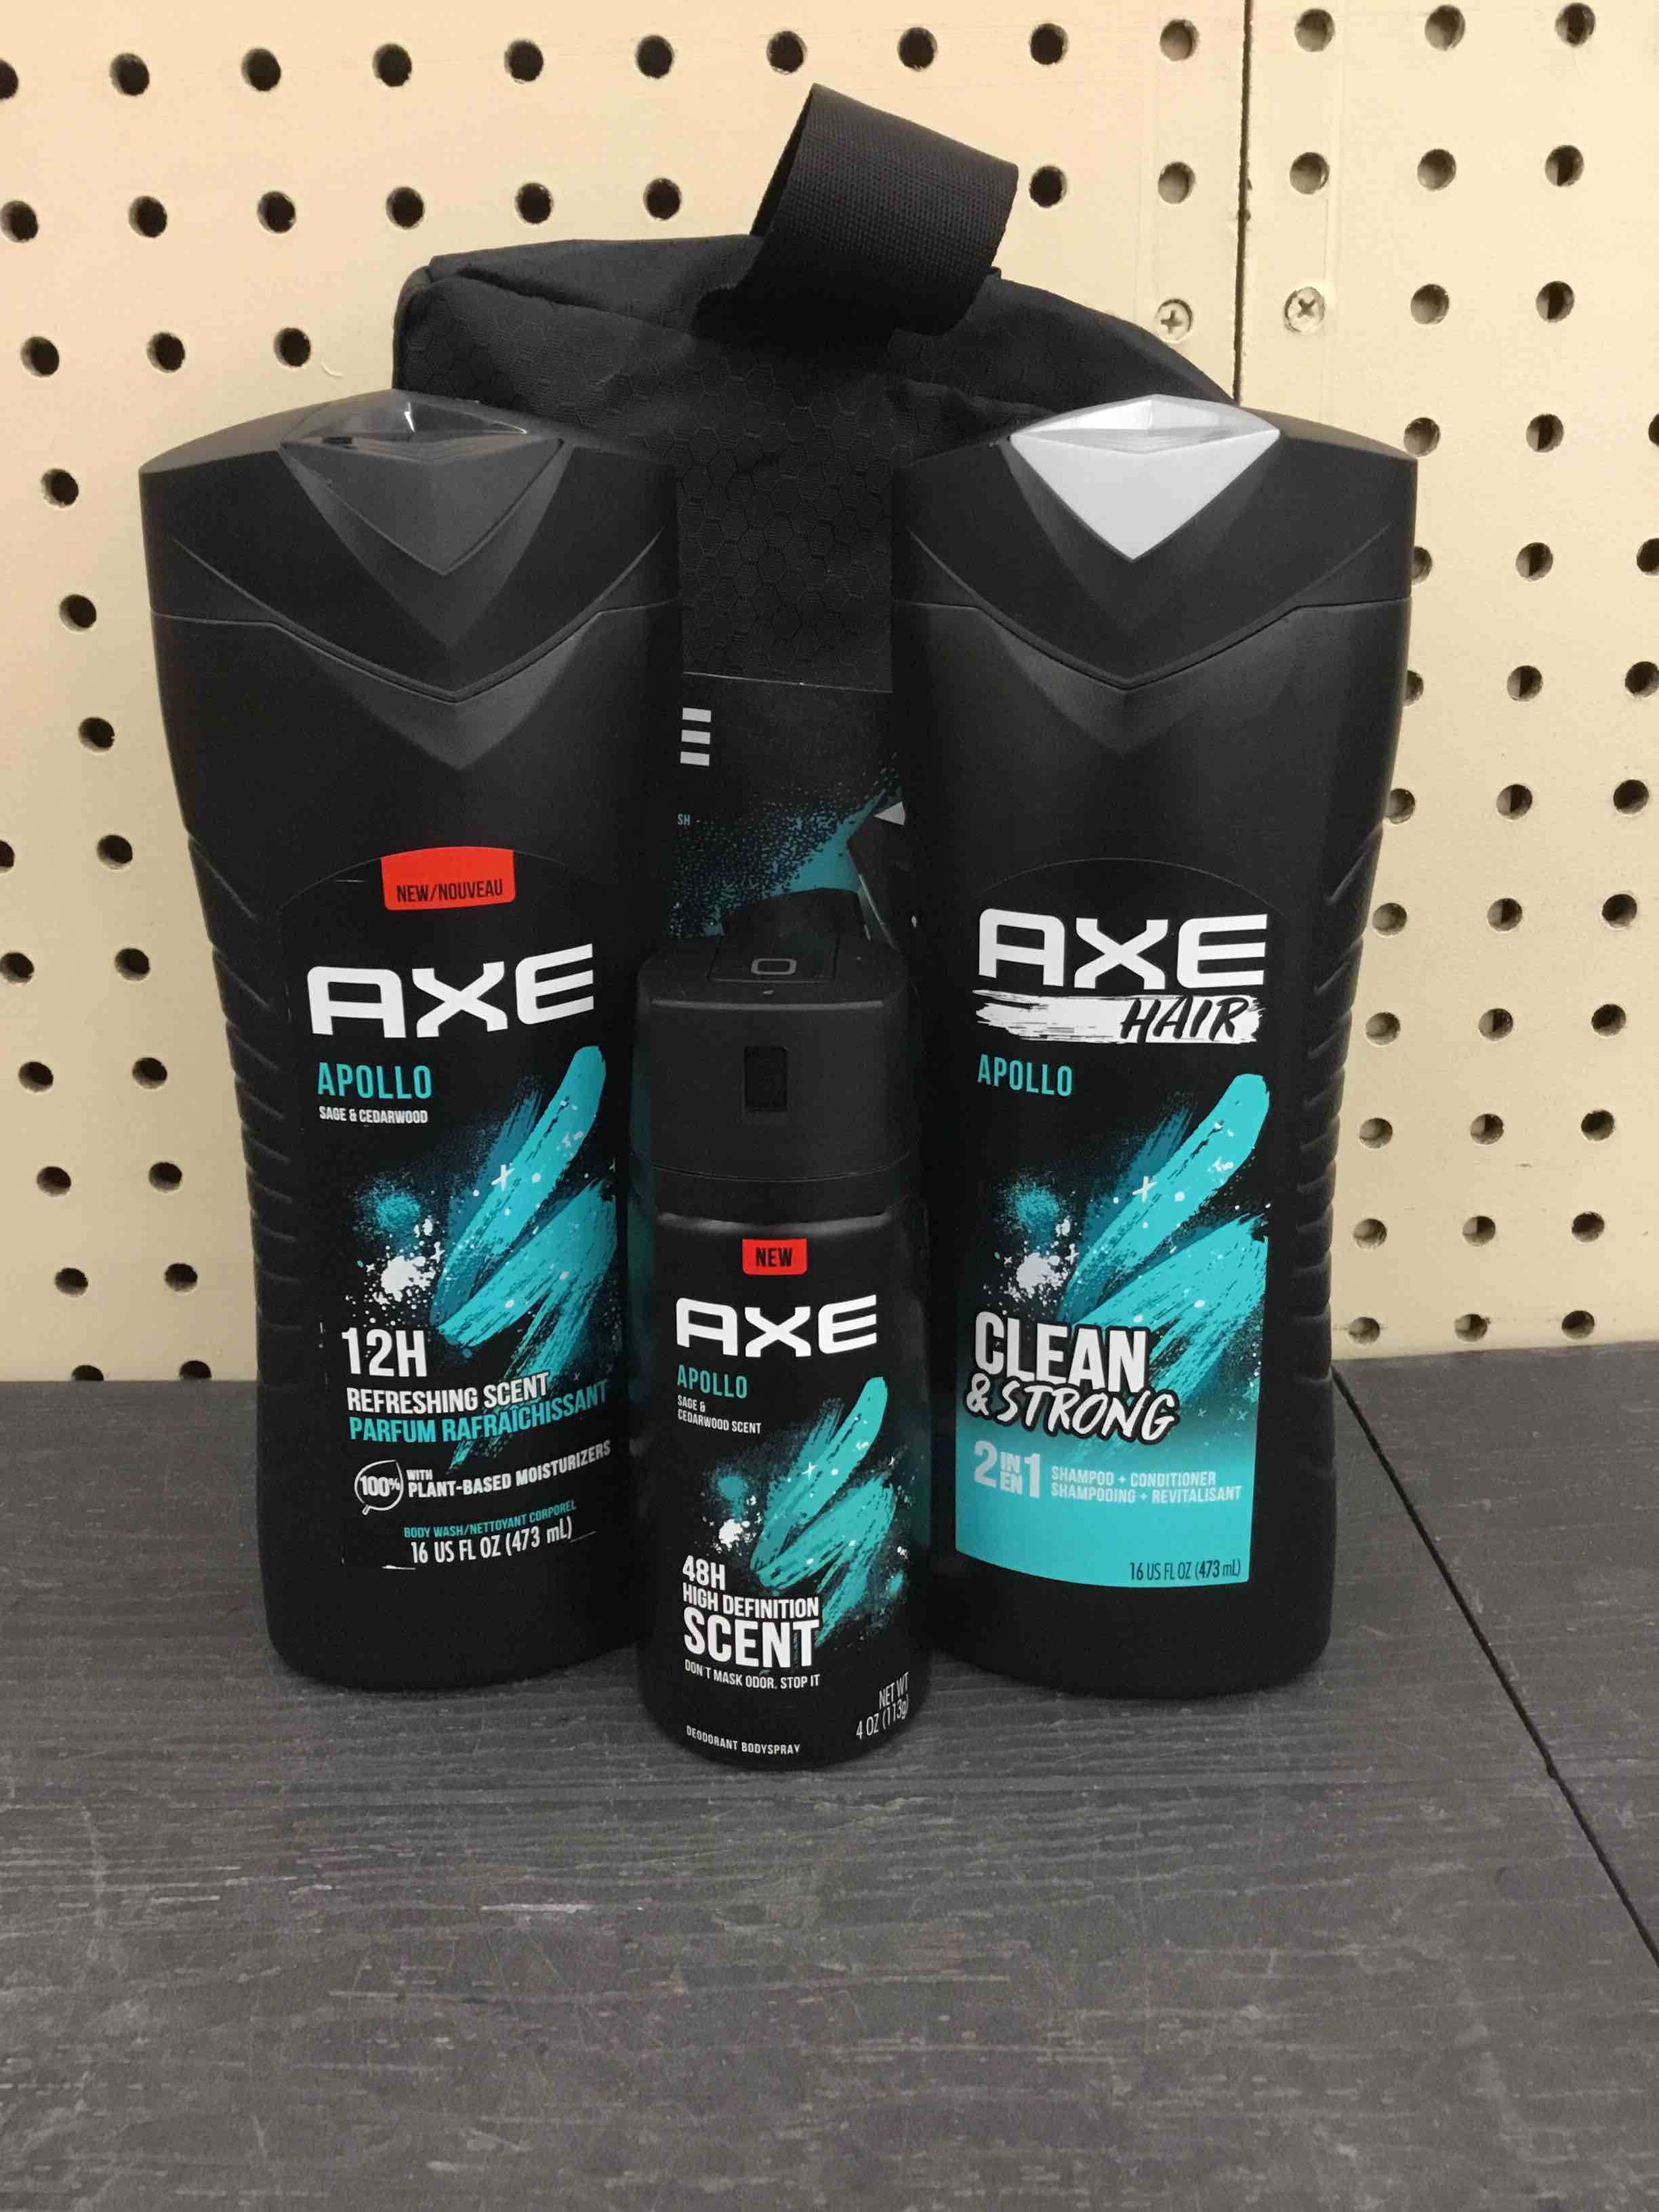 NEW/NOUVEAU
AXE
APOLLO
SAGE & CEDARWOOD
12H
REFRESHING SCENT
PARFUM RAFRAÎCHISSANT
100% WITH
PLANT-BASED MOISTURIZERS
BODY WASH/NETTOYANT CORPOREL
16 US FL OZ (473 mL)
E
SH
NEW
AXE
APOLLO
SAGE &
CEDARWOOD SCENT
48H
HIGH DEFINITION
SCENT
DON'T MASK ODOR. STOP IT
NET WT
4 OZ (113g)
DEODORANT BODYSPRAY
AXE
HAIR
APOLLO
CLEAN
& STRONG
2 IN EN 1
SHAMPOO + CONDITIONER
SHAMPOOING + REVITALISANT
16 US FL OZ (473 mL)